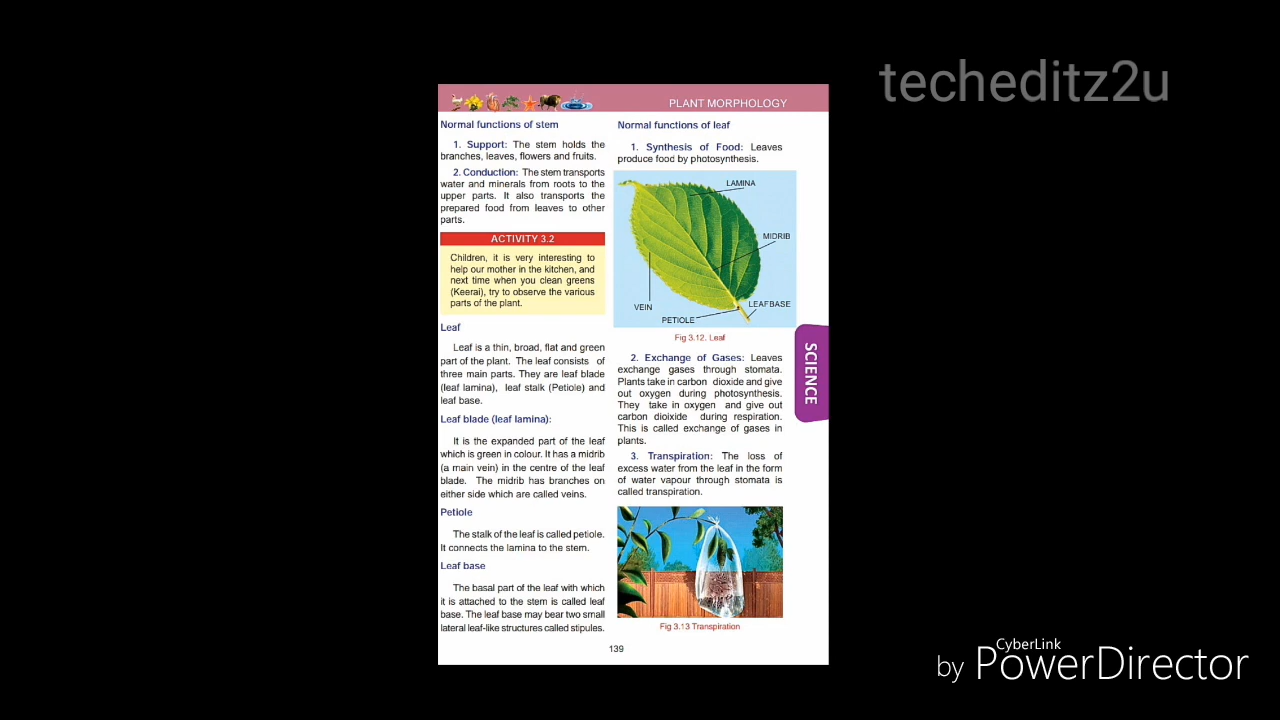 techeditz2u
PLANT MORPHOLOGY
Normal functions of stem
1. Support: The stem holds the
branches, leaves, flowers and fruits.
2. Conduction: The stem transports
water and minerals from roots to the
upper parts. It also transports the
prepared food from leaves to other
parts.
ACTIVITY 3.2
Children, it is very interesting to
help our mother in the kitchen, and
next time when you clean greens
(Keerai), try to observe the various
parts of the plant.
Leaf
Leaf is a thin, broad, flat and green
part of the plant. The leaf consists of
three main parts. They are leaf blade
(leaf lamina), leaf stalk (Petiole) and
leaf base.
Leaf blade (leaf lamina):
It is the expanded part of the leaf
which is green in colour. It has a midrib
(a main vein) in the centre of the leaf
blade. The midrib has branches on
either side which are called veins.
Petiole
The stalk of the leaf is called petiole.
It connects the lamina to the stem.
Leaf base
The basal part of the leaf with which
it is attached to the stem is called leaf
base. The leaf base may bear two small
lateral leaf-like structures called stipules.
Normal functions of leaf
1. Synthesis of Food: Leaves
produce food by photosynthesis.
LAMINA
MIDRIB
VEIN
LEAFBASE
PETIOLE
Fig 3.12. Leaf
2. Exchange of Gases: Leaves
exchange gases through stomata.
Plants take in carbon dioxide and give
out oxygen during photosynthesis.
They take in oxygen and give out
carbon dioixide during respiration.
This is called exchange of gases in
plants.
3. Transpiration: The loss of
excess water from the leaf in the form
of water vapour through stomata is
called transpiration.
Fig 3.13 Transpiration
SCIENCE
139
CyberLink
by PowerDirector